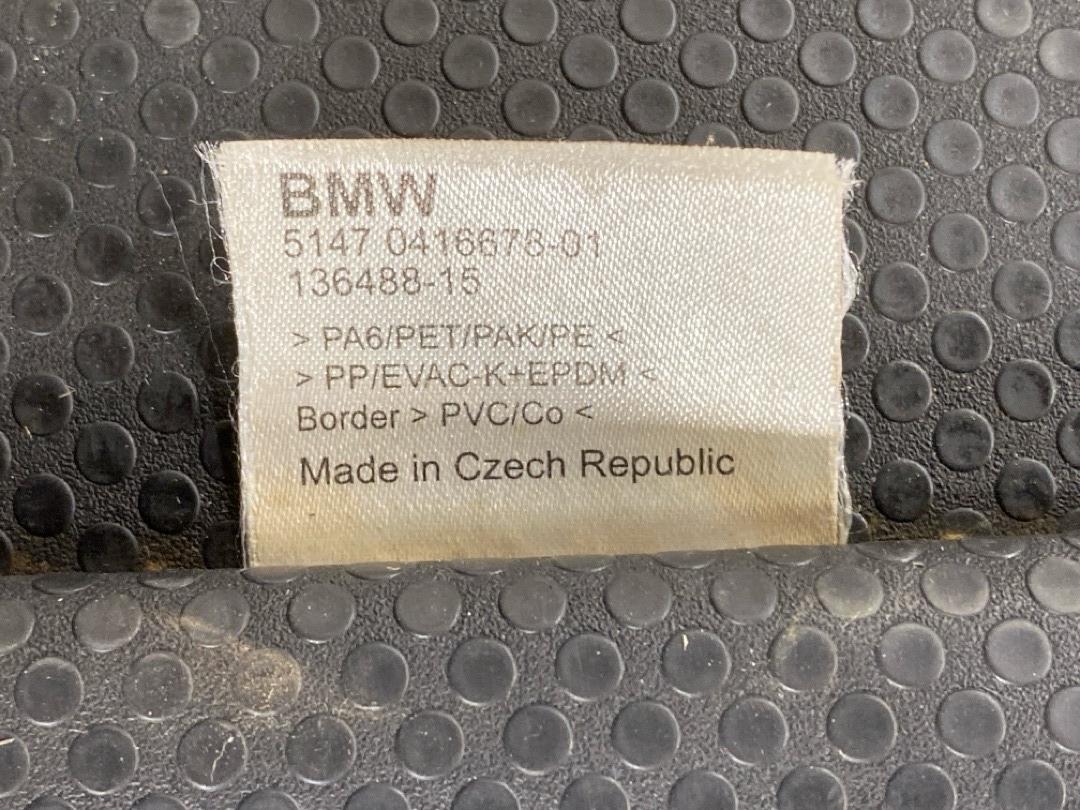 BMW
5147 0416678-01
136488-15
> PA6/PET/PAK/PE <
> PP/EVAC-K+EPDM <
Border > PVC/Co <
Made in Czech Republic